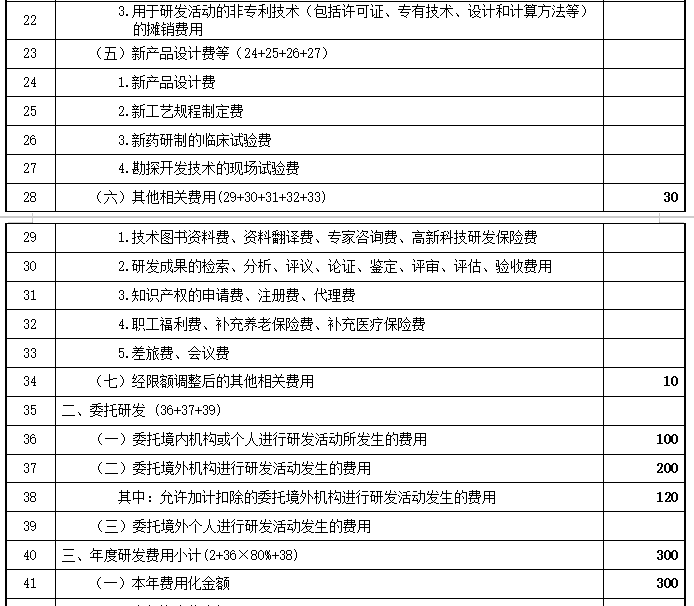 22 3.用于研发活动的非专利技术（包括许可证、专有技术、设计和计算方法等）
的摊销费用
23 （五）新产品设计费等（24+25+26+27）
24 1.新产品设计费
25 2.新工艺规程制定费
26 3.新药研制的临床试验费
27 4.勘探开发技术的现场试验费
28 （六）其他相关费用(29+30+31+32+33) 30
29 1.技术图书资料费、资料翻译费、专家咨询费、高新科技研发保险费
30 2.研发成果的检索、分析、评议、论证、鉴定、评审、评估、验收费用
31 3.知识产权的申请费、注册费、代理费
32 4.职工福利费、补充养老保险费、补充医疗保险费
33 5.差旅费、会议费
34 （七）经限额调整后的其他相关费用 10
35 二、委托研发 (36+37+39)
36 （一）委托境内机构或个人进行研发活动所发生的费用 100
37 （二）委托境外机构进行研发活动发生的费用 200
38 其中：允许加计扣除的委托境外机构进行研发活动发生的费用 120
39 （三）委托境外个人进行研发活动发生的费用
40 三、年度研发费用小计(2+36×80%+38) 300
41 （一）本年费用化金额 300